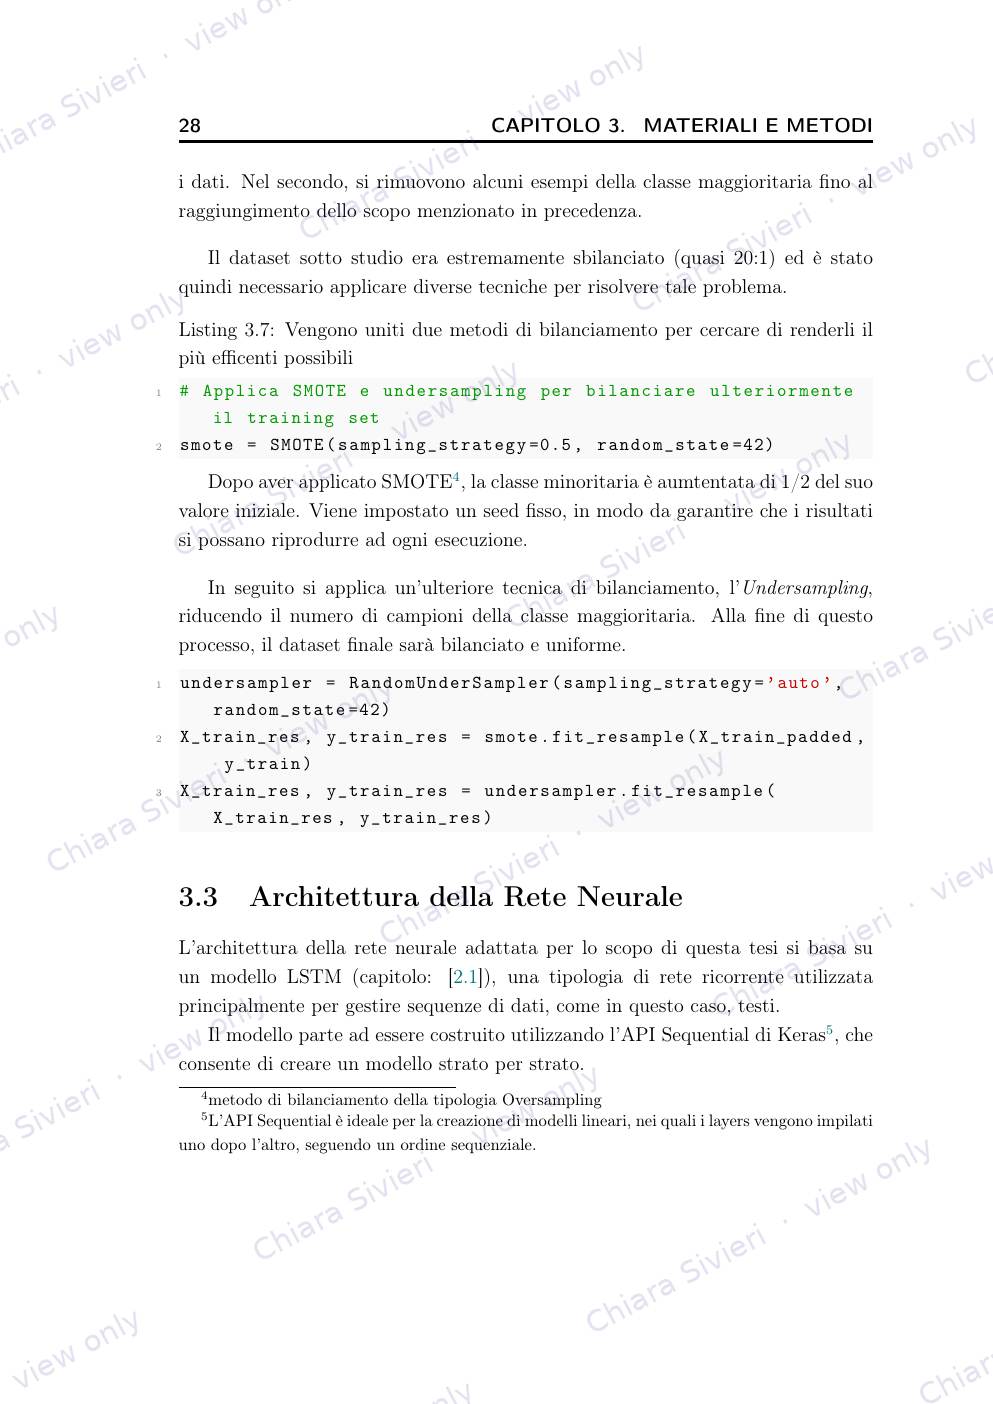 28 CAPITOLO 3. MATERIALI E METODI
i dati. Nel secondo, si rimuovono alcuni esempi della classe maggioritaria fino al
raggiungimento dello scopo menzionato in precedenza.
Il dataset sotto studio era estremamente sbilanciato (quasi 20:1) ed è stato
quindi necessario applicare diverse tecniche per risolvere tale problema.
Listing 3.7: Vengono uniti due metodi di bilanciamento per cercare di renderli il
più efficenti possibili
1 # Applica SMOTE e undersampling per bilanciare ulteriormente
il training set
2 smote = SMOTE(sampling_strategy=0.5, random_state=42)
Dopo aver applicato SMOTE4, la classe minoritaria è aumtentata di 1/2 del suo
valore iniziale. Viene impostato un seed fisso, in modo da garantire che i risultati
si possano riprodurre ad ogni esecuzione.
In seguito si applica un'ulteriore tecnica di bilanciamento, l'Undersampling,
riducendo il numero di campioni della classe maggioritaria. Alla fine di questo
processo, il dataset finale sarà bilanciato e uniforme.
1 undersampler = RandomUnderSampler(sampling_strategy='auto',
random_state=42)
2 X_train_res, y_train_res = smote.fit_resample(X_train_padded,
y_train)
3 X_train_res, y_train_res = undersampler.fit_resample(
X_train_res, y_train_res)
3.3 Architettura della Rete Neurale
L'architettura della rete neurale adattata per lo scopo di questa tesi si basa su
un modello LSTM (capitolo: [2.1]), una tipologia di rete ricorrente utilizzata
principalmente per gestire sequenze di dati, come in questo caso, testi.
Il modello parte ad essere costruito utilizzando l'API Sequential di Keras5, che
consente di creare un modello strato per strato.
4metodo di bilanciamento della tipologia Oversampling
5L'API Sequential è ideale per la creazione di modelli lineari, nei quali i layers vengono impilati
uno dopo l'altro, seguendo un ordine sequenziale.
Chiara Sivieri · view only